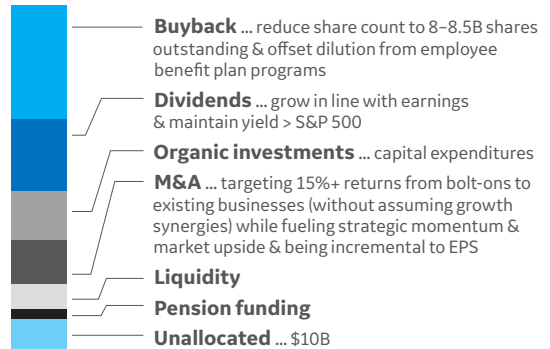 Buyback ... reduce share count to 8–8.5B shares
outstanding & offset dilution from employee
benefit plan programs
Dividends ... grow in line with earnings
& maintain yield > S&P 500
Organic investments ... capital expenditures
M&A ... targeting 15%+ returns from bolt-ons to
existing businesses (without assuming growth
synergies) while fueling strategic momentum &
market upside & being incremental to EPS
Liquidity
Pension funding
Unallocated ... $10B